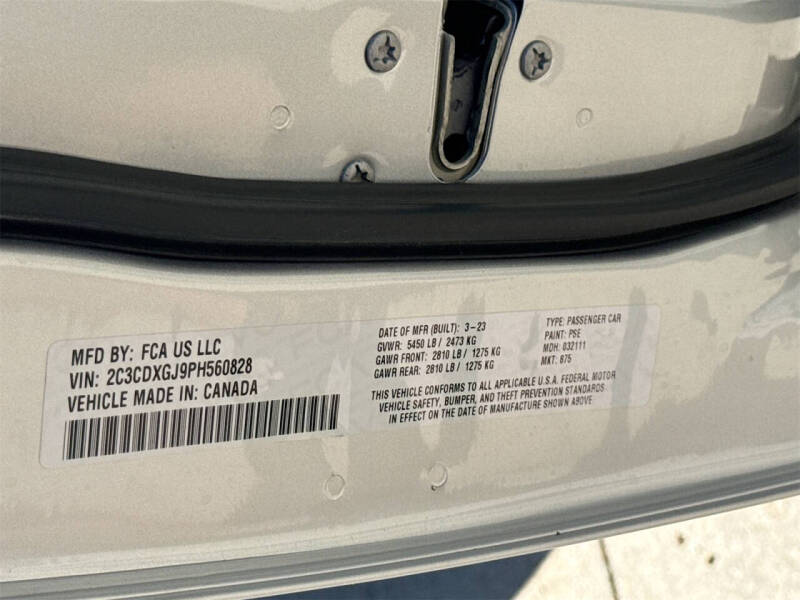 MFD BY: FCA US LLC
VIN: 2C3CDXGJ9PH560828
VEHICLE MADE IN: CANADA
DATE OF MFR (BUILT): 3-23
GVWR: 5450 LB / 2473 KG
GAWR FRONT: 2810 LB / 1275 KG
GAWR REAR: 2810 LB / 1275 KG
TYPE: PASSENGER CAR
PAINT: PSE
MDH: 032111
MKT: 875
THIS VEHICLE CONFORMS TO ALL APPLICABLE U.S.A. FEDERAL MOTOR
VEHICLE SAFETY, BUMPER, AND THEFT PREVENTION STANDARDS
IN EFFECT ON THE DATE OF MANUFACTURE SHOWN ABOVE